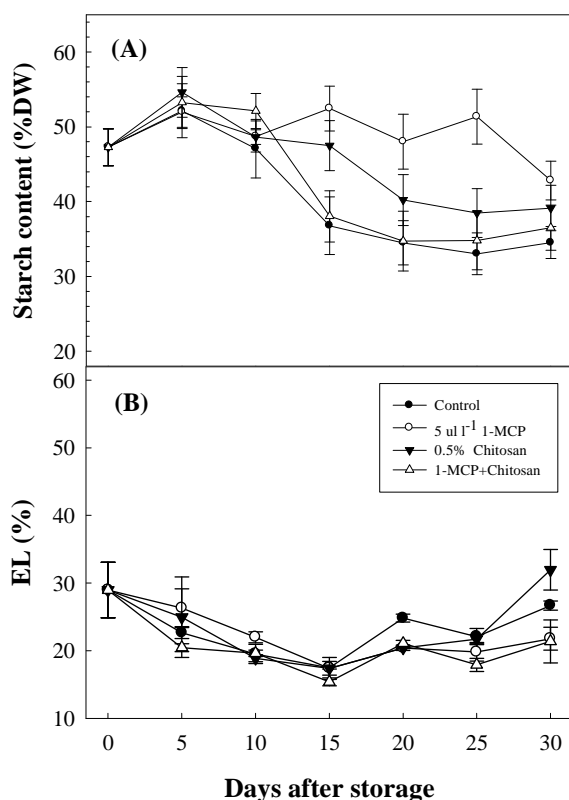 (A)
Starch content (%DW)
60
50
40
30
20
(B)
EL (%)
60
50
40
30
20
10
Control
5 ul l⁻¹ 1-MCP
0.5% Chitosan
1-MCP+Chitosan
0 5 10 15 20 25 30
Days after storage